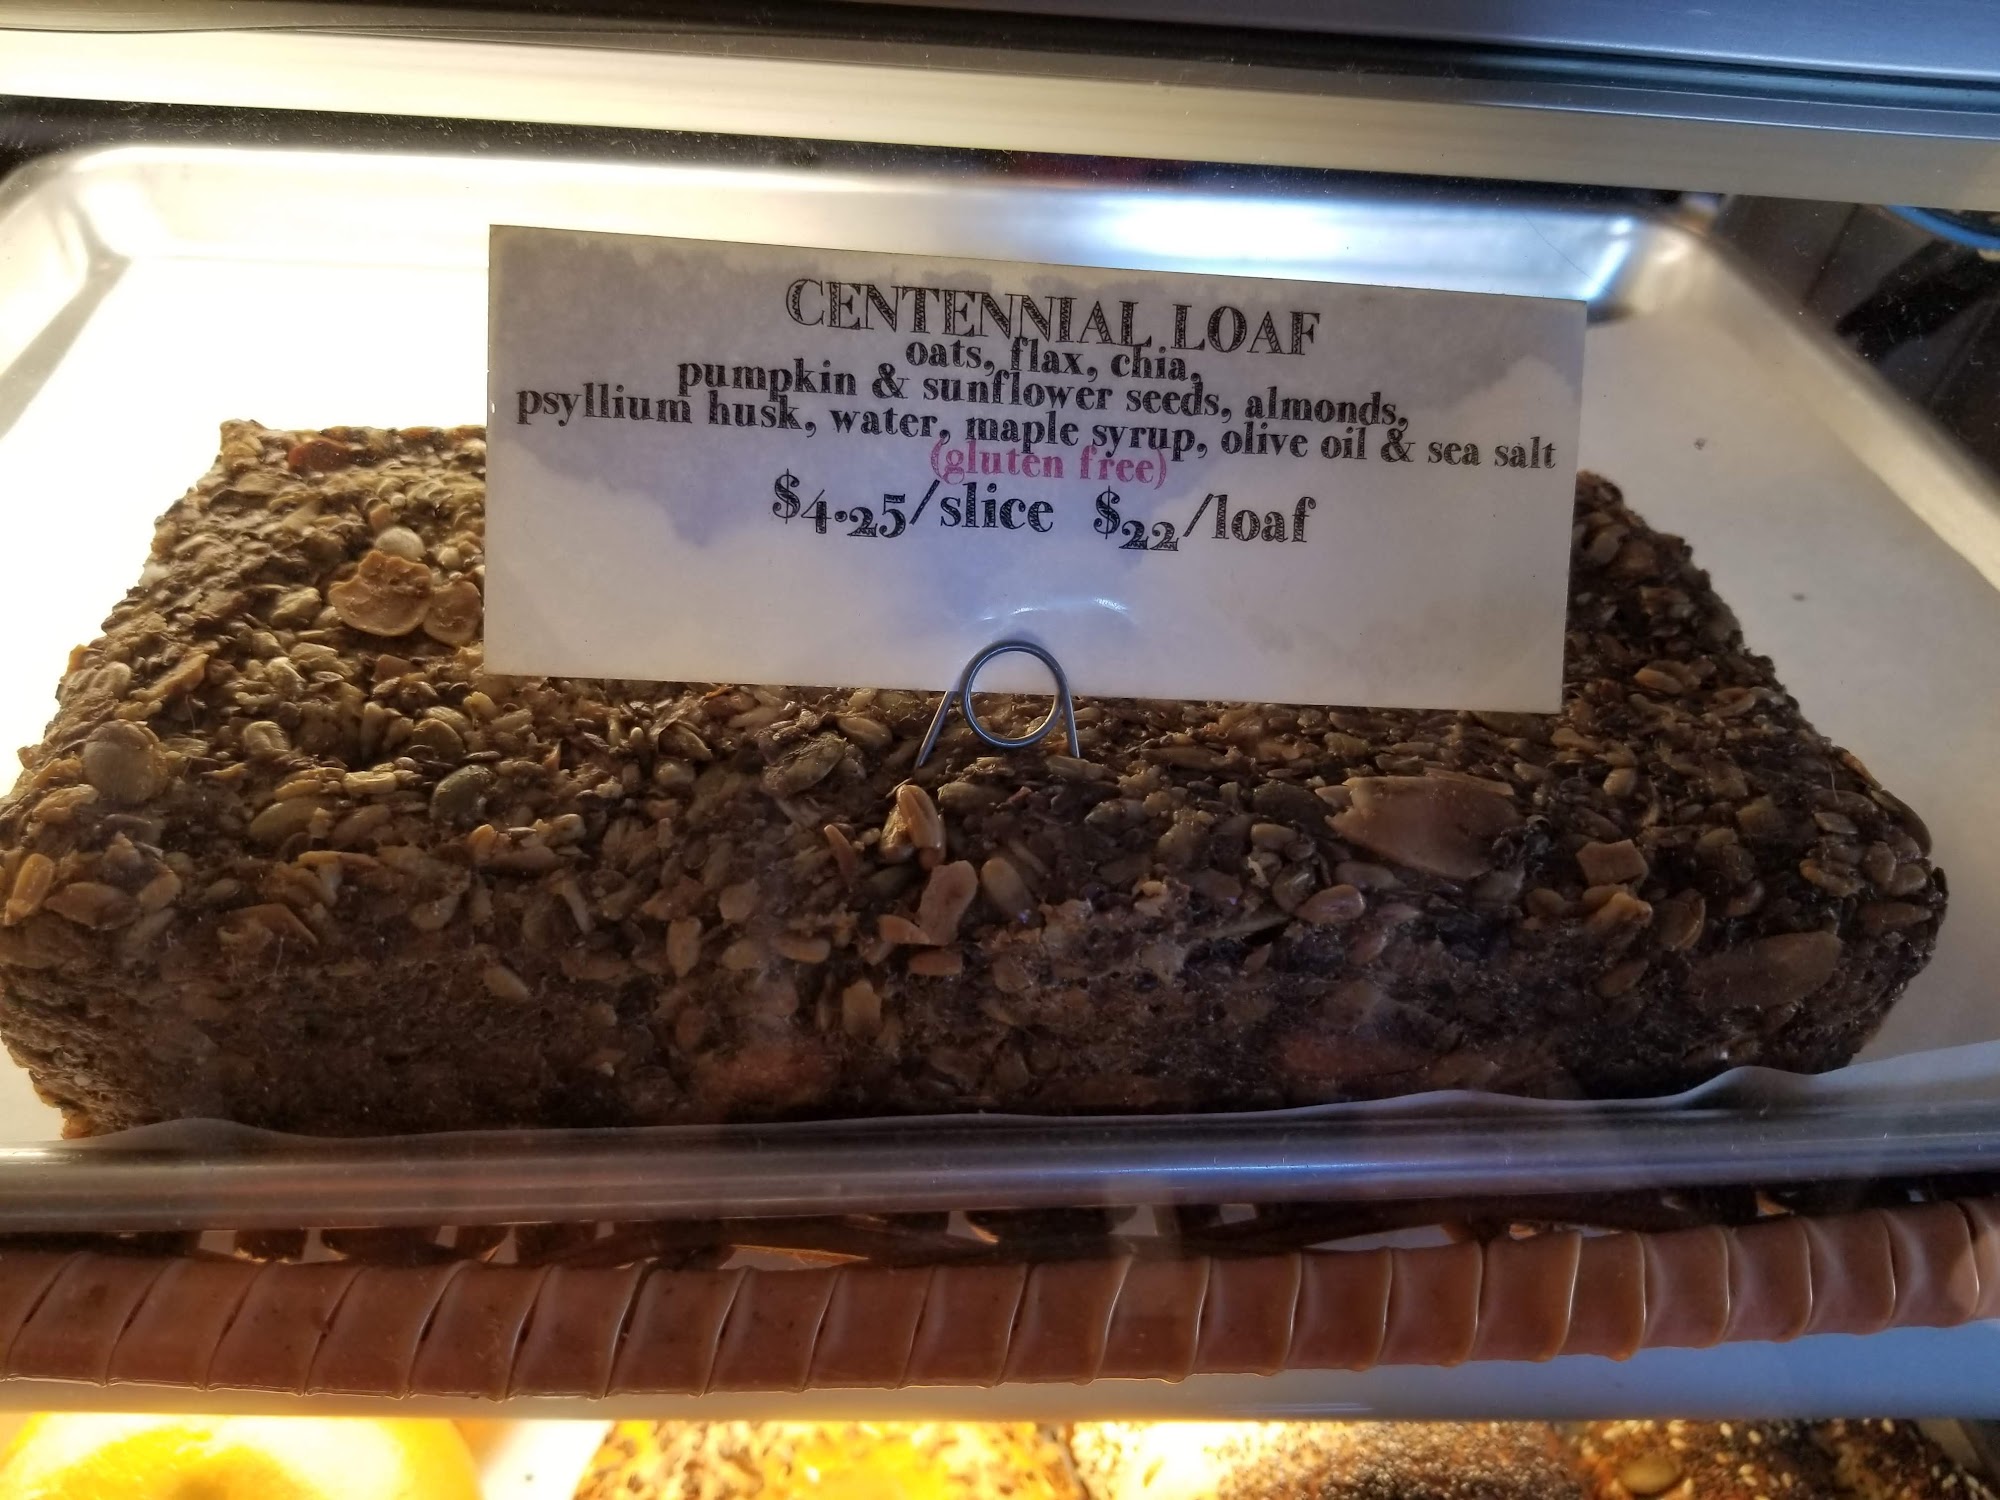 CENTENNIAL LOAF
oats, flax, chia,
pumpkin & sunflower seeds, almonds,
psyllium husk, water, maple syrup, olive oil & sea salt
(gluten free)
$4.25/slice $22/loaf